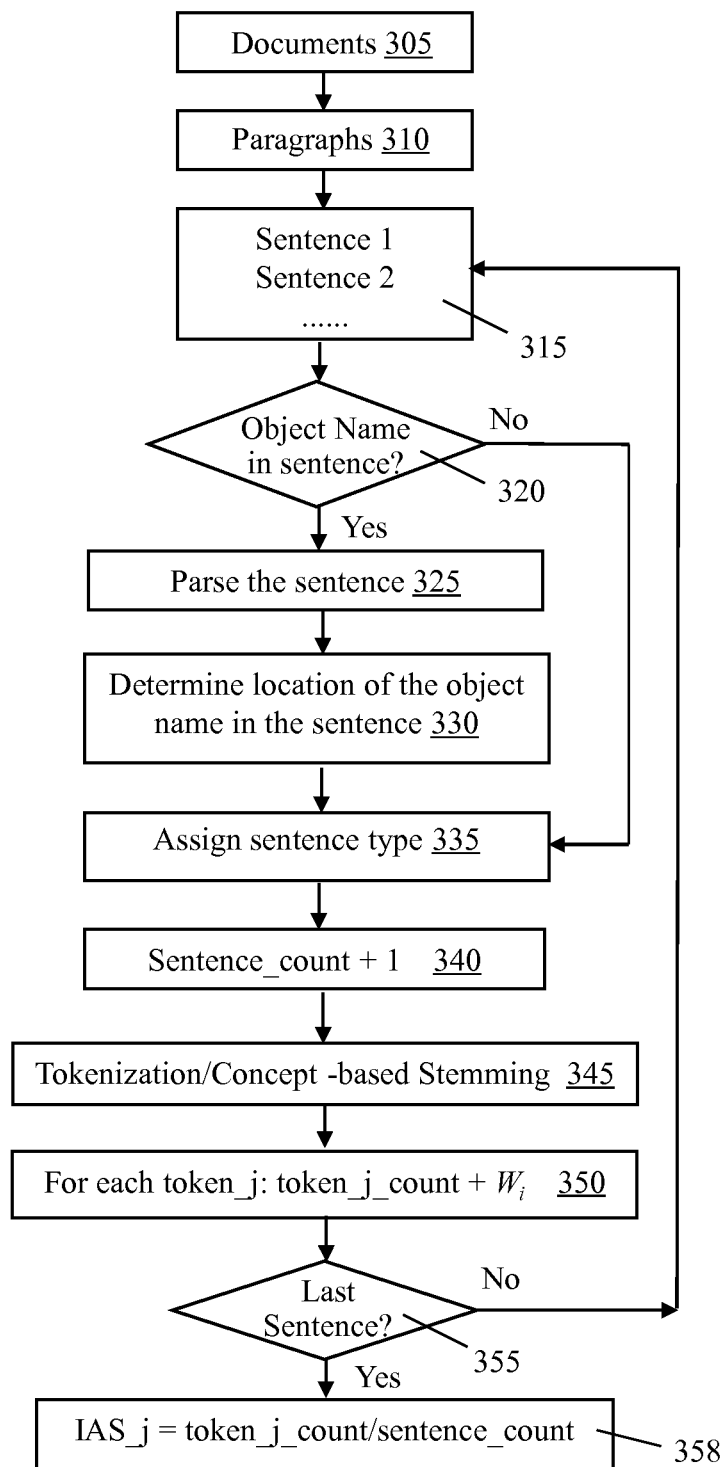 Documents 305
Paragraphs 310
Sentence 1
Sentence 2
......
315
Object Name
in sentence?
320
No
Yes
Parse the sentence 325
Determine location of the object
name in the sentence 330
Assign sentence type 335
Sentence_count + 1 340
Tokenization/Concept -based Stemming 345
For each token_j: token_j_count + W_i 350
Last
Sentence?
355
No
Yes
IAS_j = token_j_count/sentence_count
358